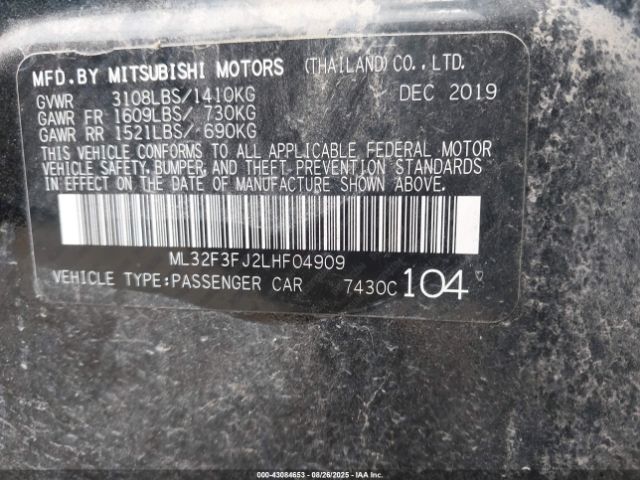 MFD.BY MITSUBISHI MOTORS (THAILAND)CO.,LTD.
GVWR 3108LBS/1410KG DEC 2019
GAWR FR 1609LBS/ 730KG
GAWR RR 1521LBS/ 690KG
THIS VEHICLE CONFORMS TO ALL APPLICABLE FEDERAL MOTOR
VEHICLE SAFETY, BUMPER, AND THEFT PREVENTION STANDARDS
IN EFFECT ON THE DATE OF MANUFACTURE SHOWN ABOVE.
ML32F3FJ2LHF04909
VEHICLE TYPE:PASSENGER CAR 7430C 104
000-43084653 - 08/26/2025 - IAAI.COM